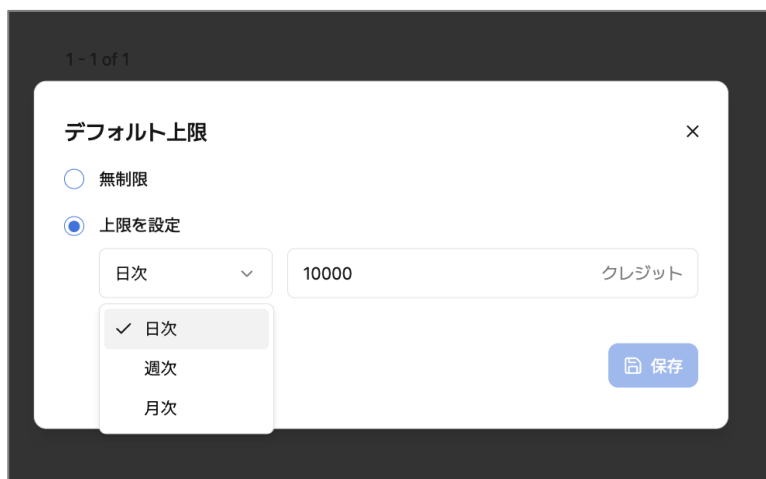 1 - 1 of 1
デフォルト上限
無制限
上限を設定
日次
10000 クレジット
日次
週次
月次
保存